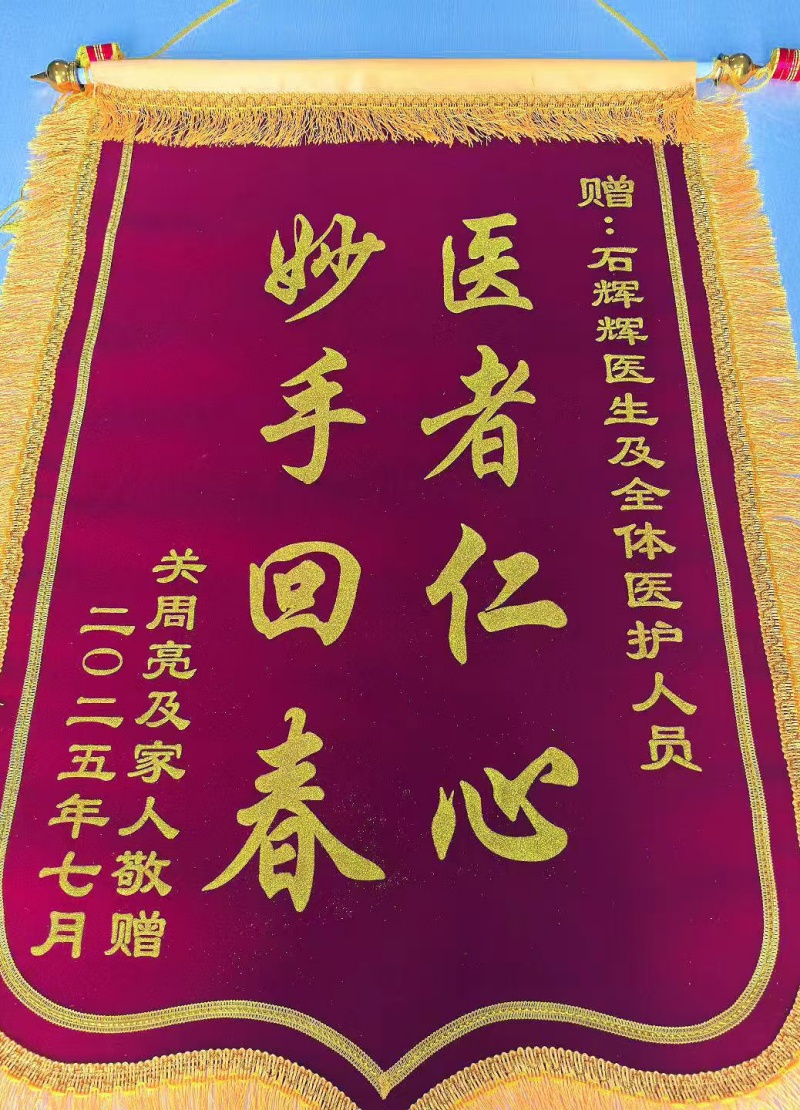 赠：石辉辉医生及全体医护人员
医者仁心
妙手回春
关周亮及家人敬赠
二〇二五年七月